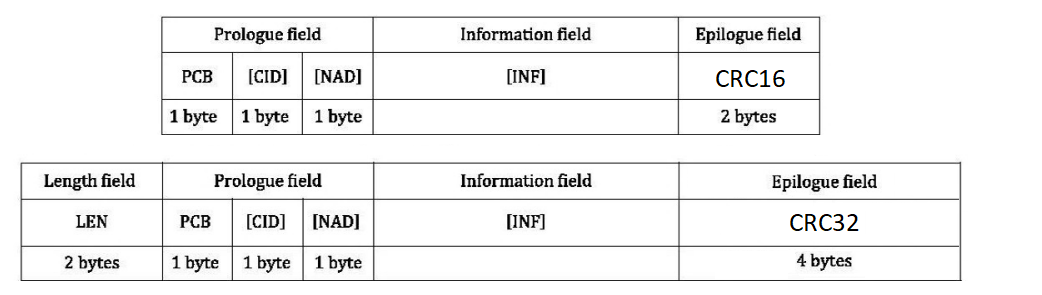 Prologue field Information field Epilogue field
PCB [CID] [NAD] [INF] CRC16
1 byte 1 byte 1 byte 2 bytes
Length field Prologue field Information field Epilogue field
LEN PCB [CID] [NAD] [INF] CRC32
2 bytes 1 byte 1 byte 1 byte 4 bytes